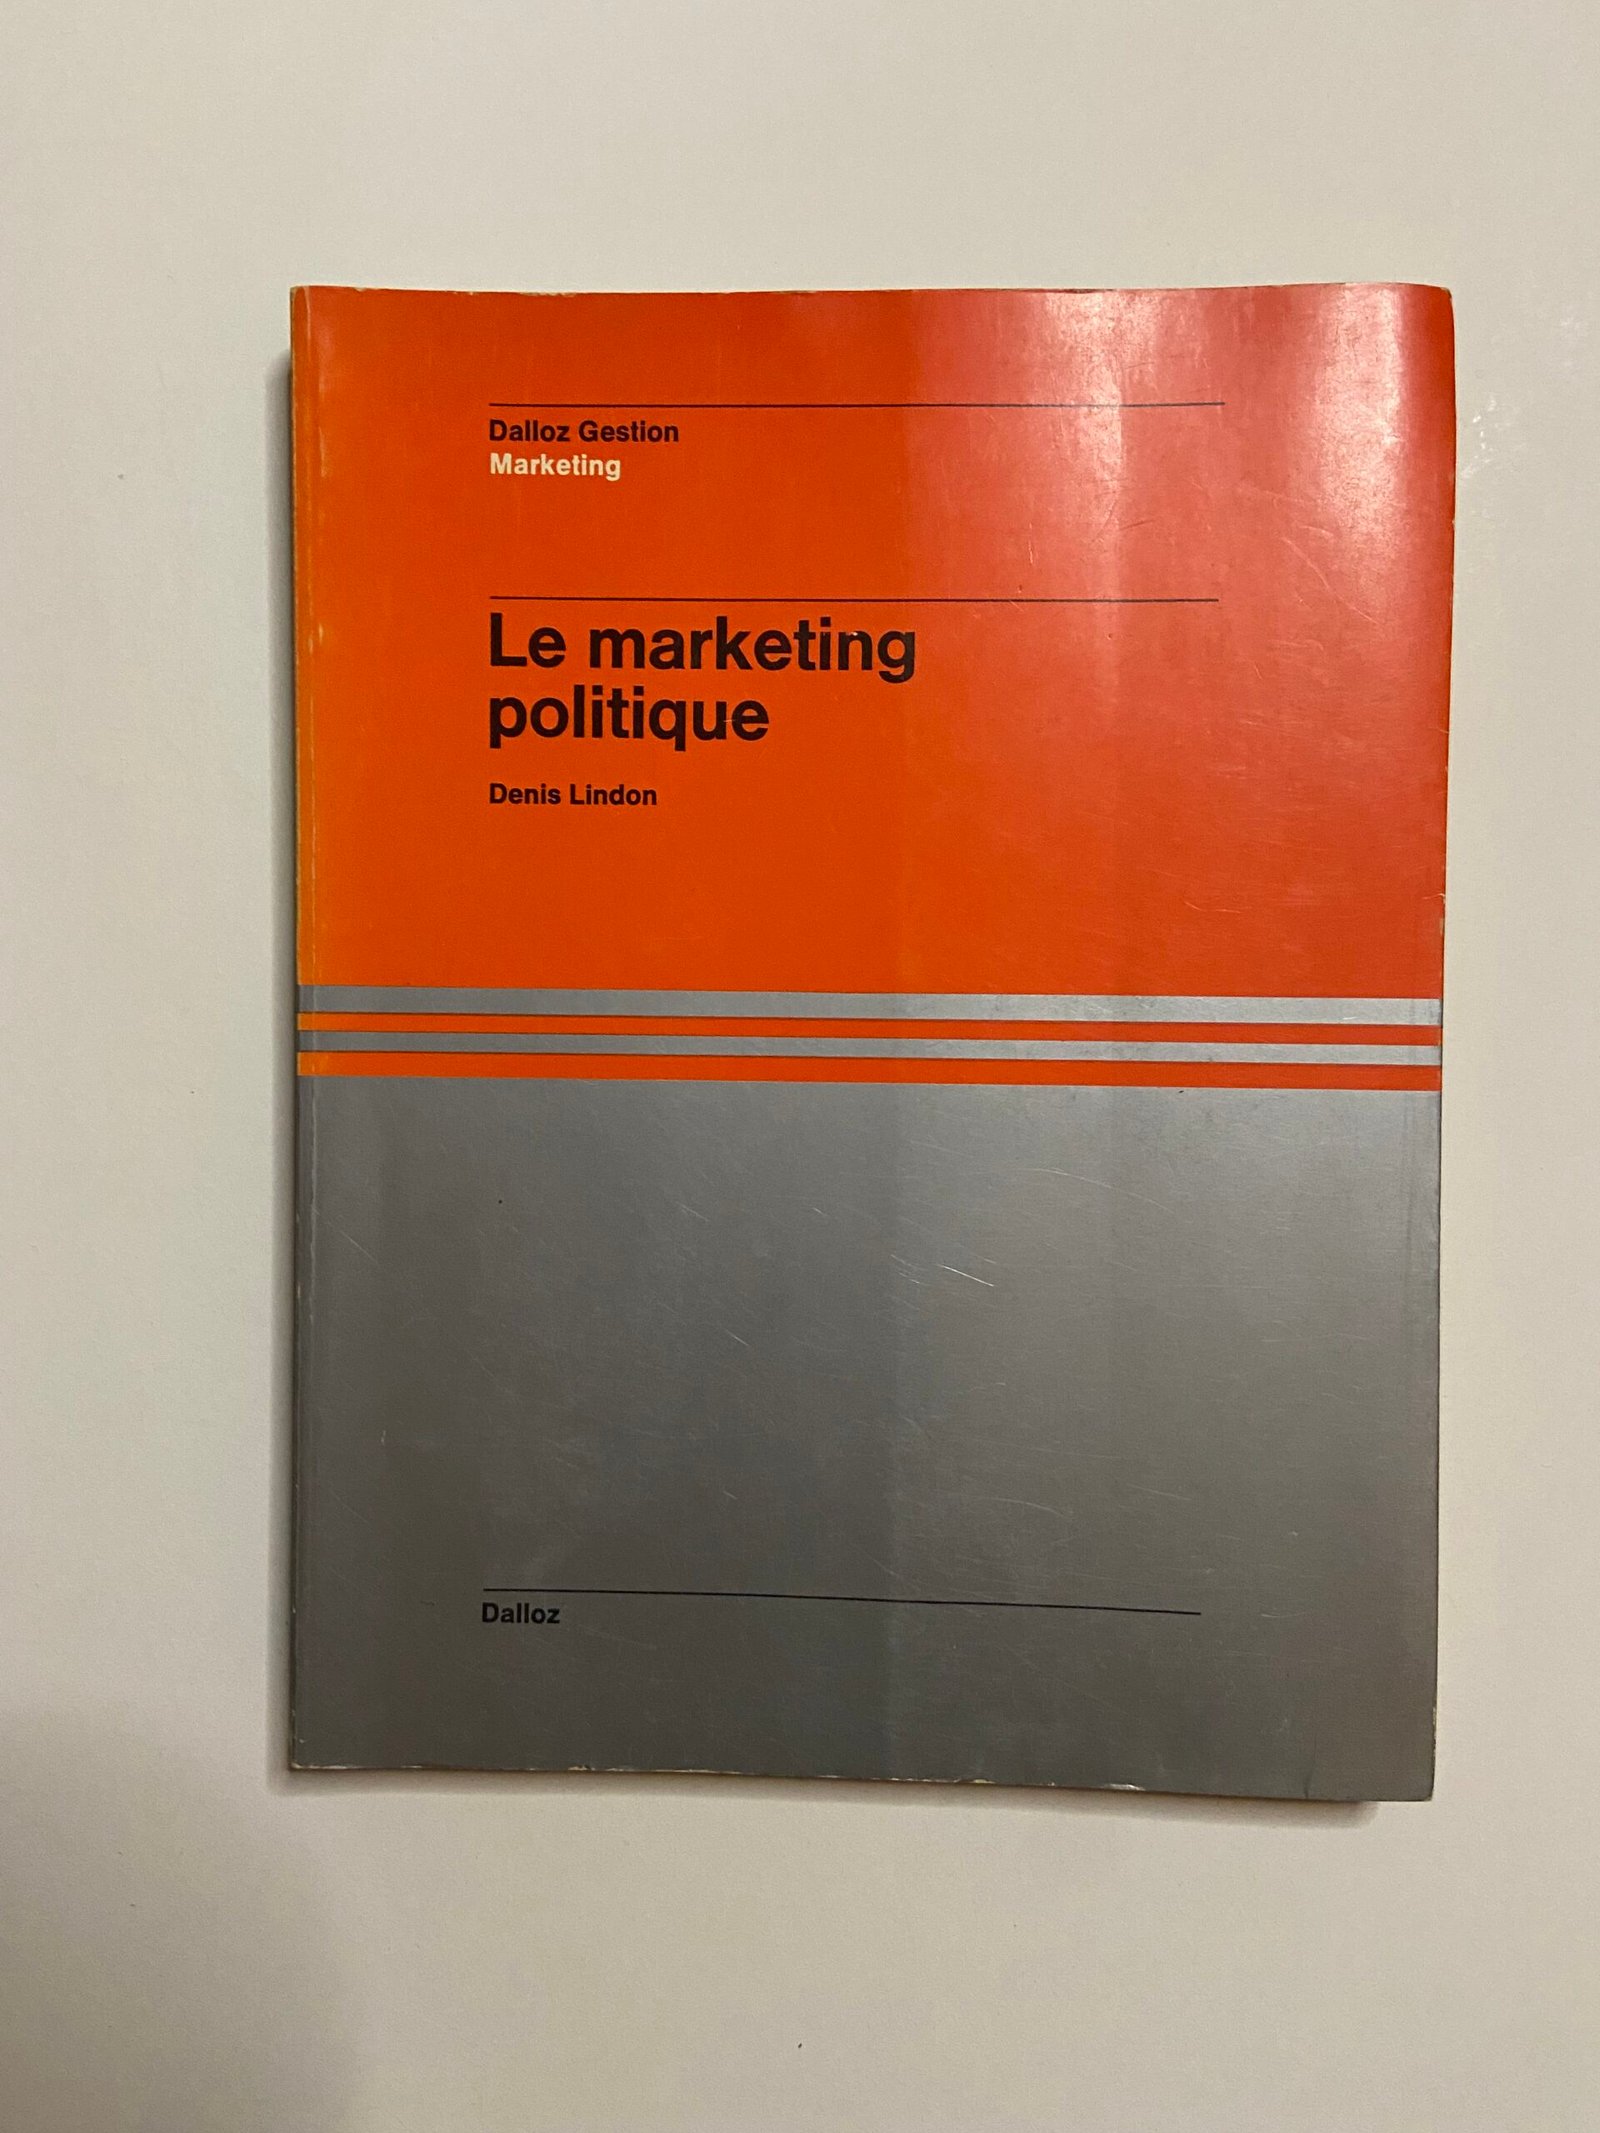 Dalloz Gestion
Marketing
Le marketing
politique
Denis Lindon
Dalloz